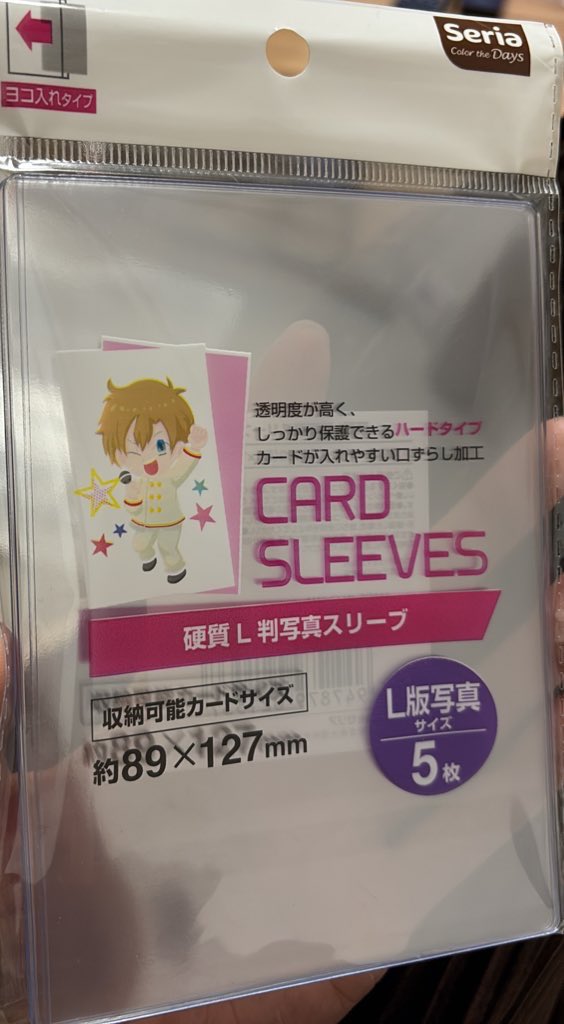 Seria
Color the Days
ヨコ入れタイプ
透明度が高く、
しっかり保護できるハードタイプ
カードが入れやすい口ずらし加工
CARD
SLEEVES
硬質L判写真スリーブ
収納可能カードサイズ
約89×127mm
L版写真
サイズ
5枚